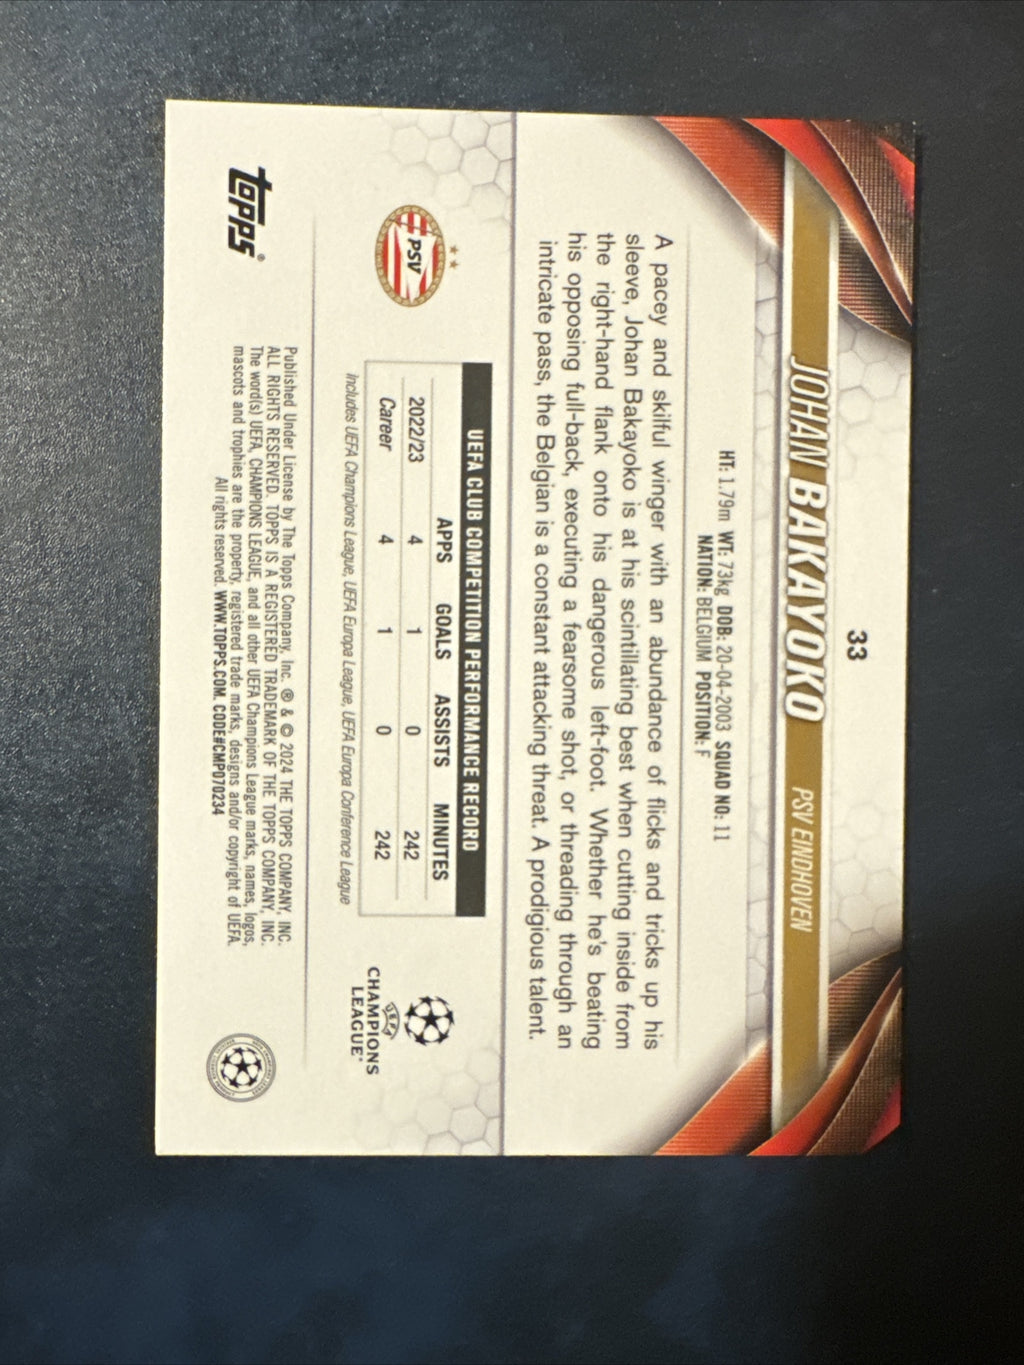 33
JOHAN BAKAYOKO PSV EINDHOVEN
HT: 1.79m WT: 73kg DOB: 20-04-2003 SQUAD NO: 11
NATION: BELGIUM POSITION: F
A pacey and skilful winger with an abundance of flicks and tricks up his
sleeve, Johan Bakayoko is at his scintillating best when cutting inside from
the right-hand flank onto his dangerous left-foot. Whether he's beating
his opposing full-back, executing a fearsome shot, or threading through an
intricate pass, the Belgian is a constant attacking threat. A prodigious talent.
PSV
UEFA CLUB COMPETITION PERFORMANCE RECORD
APPS GOALS ASSISTS MINUTES
2022/23 4 1 0 242
Career 4 1 0 242
Includes UEFA Champions League, UEFA Europa League, UEFA Europa Conference League
UEFA
CHAMPIONS
LEAGUE
topps®
Published Under License by The Topps Company, Inc. ® & © 2024 THE TOPPS COMPANY, INC.
ALL RIGHTS RESERVED. TOPPS IS A REGISTERED TRADEMARK OF THE TOPPS COMPANY, INC.
The word(s) UEFA, CHAMPIONS LEAGUE, and all other UEFA Champions League marks, names, logos,
mascots and trophies are the property, registered trade marks, designs and/or copyright of UEFA.
All rights reserved. WWW.TOPPS.COM. CODE#CMP070234